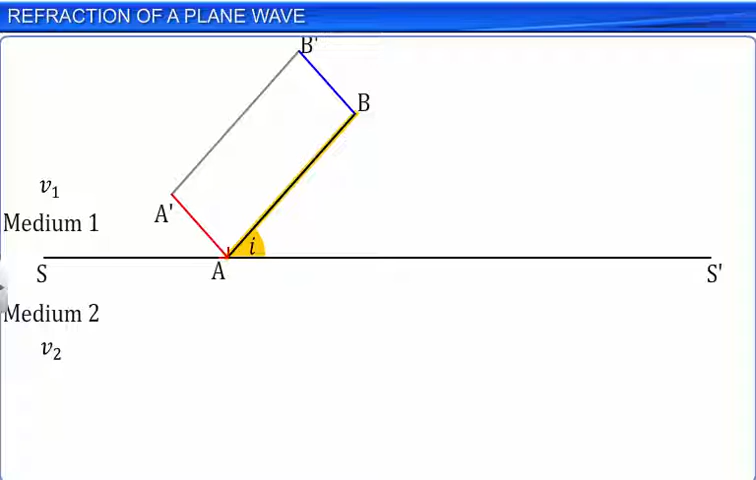 REFRACTION OF A PLANE WAVE
B'
B
v₁
A'
Medium 1
i
S
A
S'
Medium 2
v₂